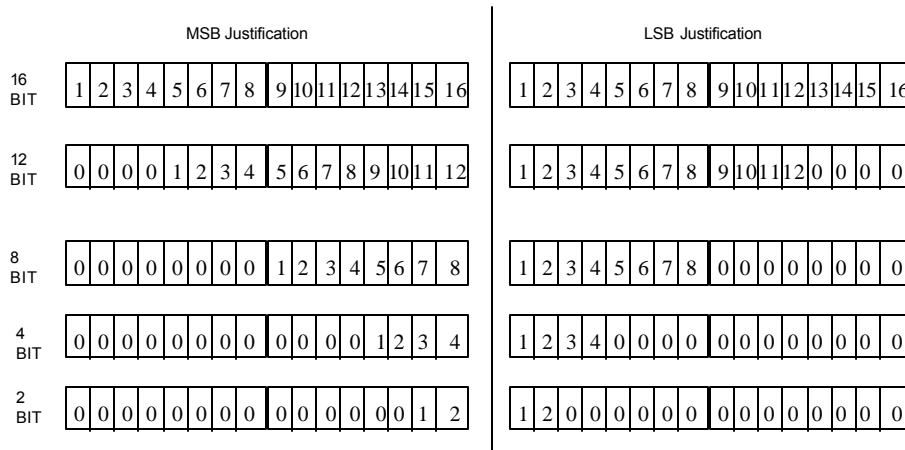 MSB Justification LSB Justification
16 BIT 1 2 3 4 5 6 7 8 9 10 11 12 13 14 15 16 1 2 3 4 5 6 7 8 9 10 11 12 13 14 15 16
12 BIT 0 0 0 0 1 2 3 4 5 6 7 8 9 10 11 12 1 2 3 4 5 6 7 8 9 10 11 12 0 0 0 0
8 BIT 0 0 0 0 0 0 0 0 1 2 3 4 5 6 7 8 1 2 3 4 5 6 7 8 0 0 0 0 0 0 0 0
4 BIT 0 0 0 0 0 0 0 0 0 0 0 0 1 2 3 4 1 2 3 4 0 0 0 0 0 0 0 0 0 0 0 0
2 BIT 0 0 0 0 0 0 0 0 0 0 0 0 0 0 1 2 1 2 0 0 0 0 0 0 0 0 0 0 0 0 0 0